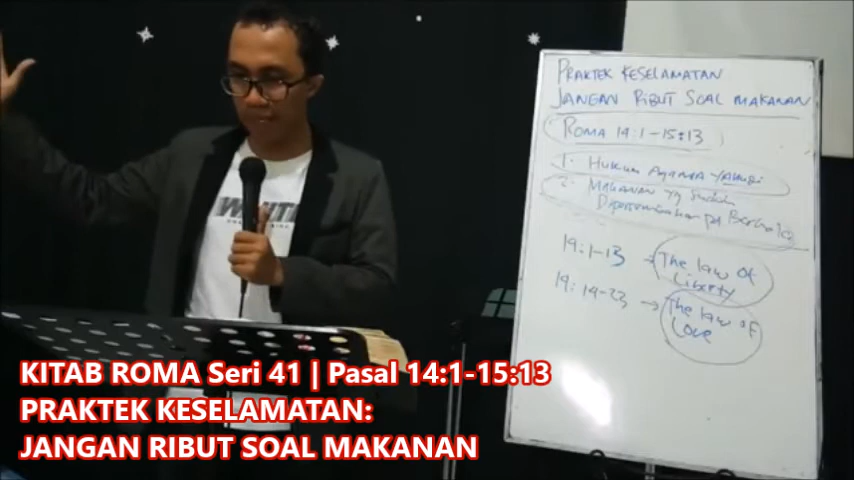 PRAKTEK KESELAMATAN
JANGAN RIBUT SOAL MAKANAN
ROMA 14:1-15:13
1. HUKUM AGAMA YAHUDI
2. MAKANAN Yg Sudah
Dipersembahkan pd Berhala
14:1-13 → The law of
Liberty
14:14-23 → The law of
Love
KITAB ROMA Seri 41 | Pasal 14:1-15:13
PRAKTEK KESELAMATAN:
JANGAN RIBUT SOAL MAKANAN